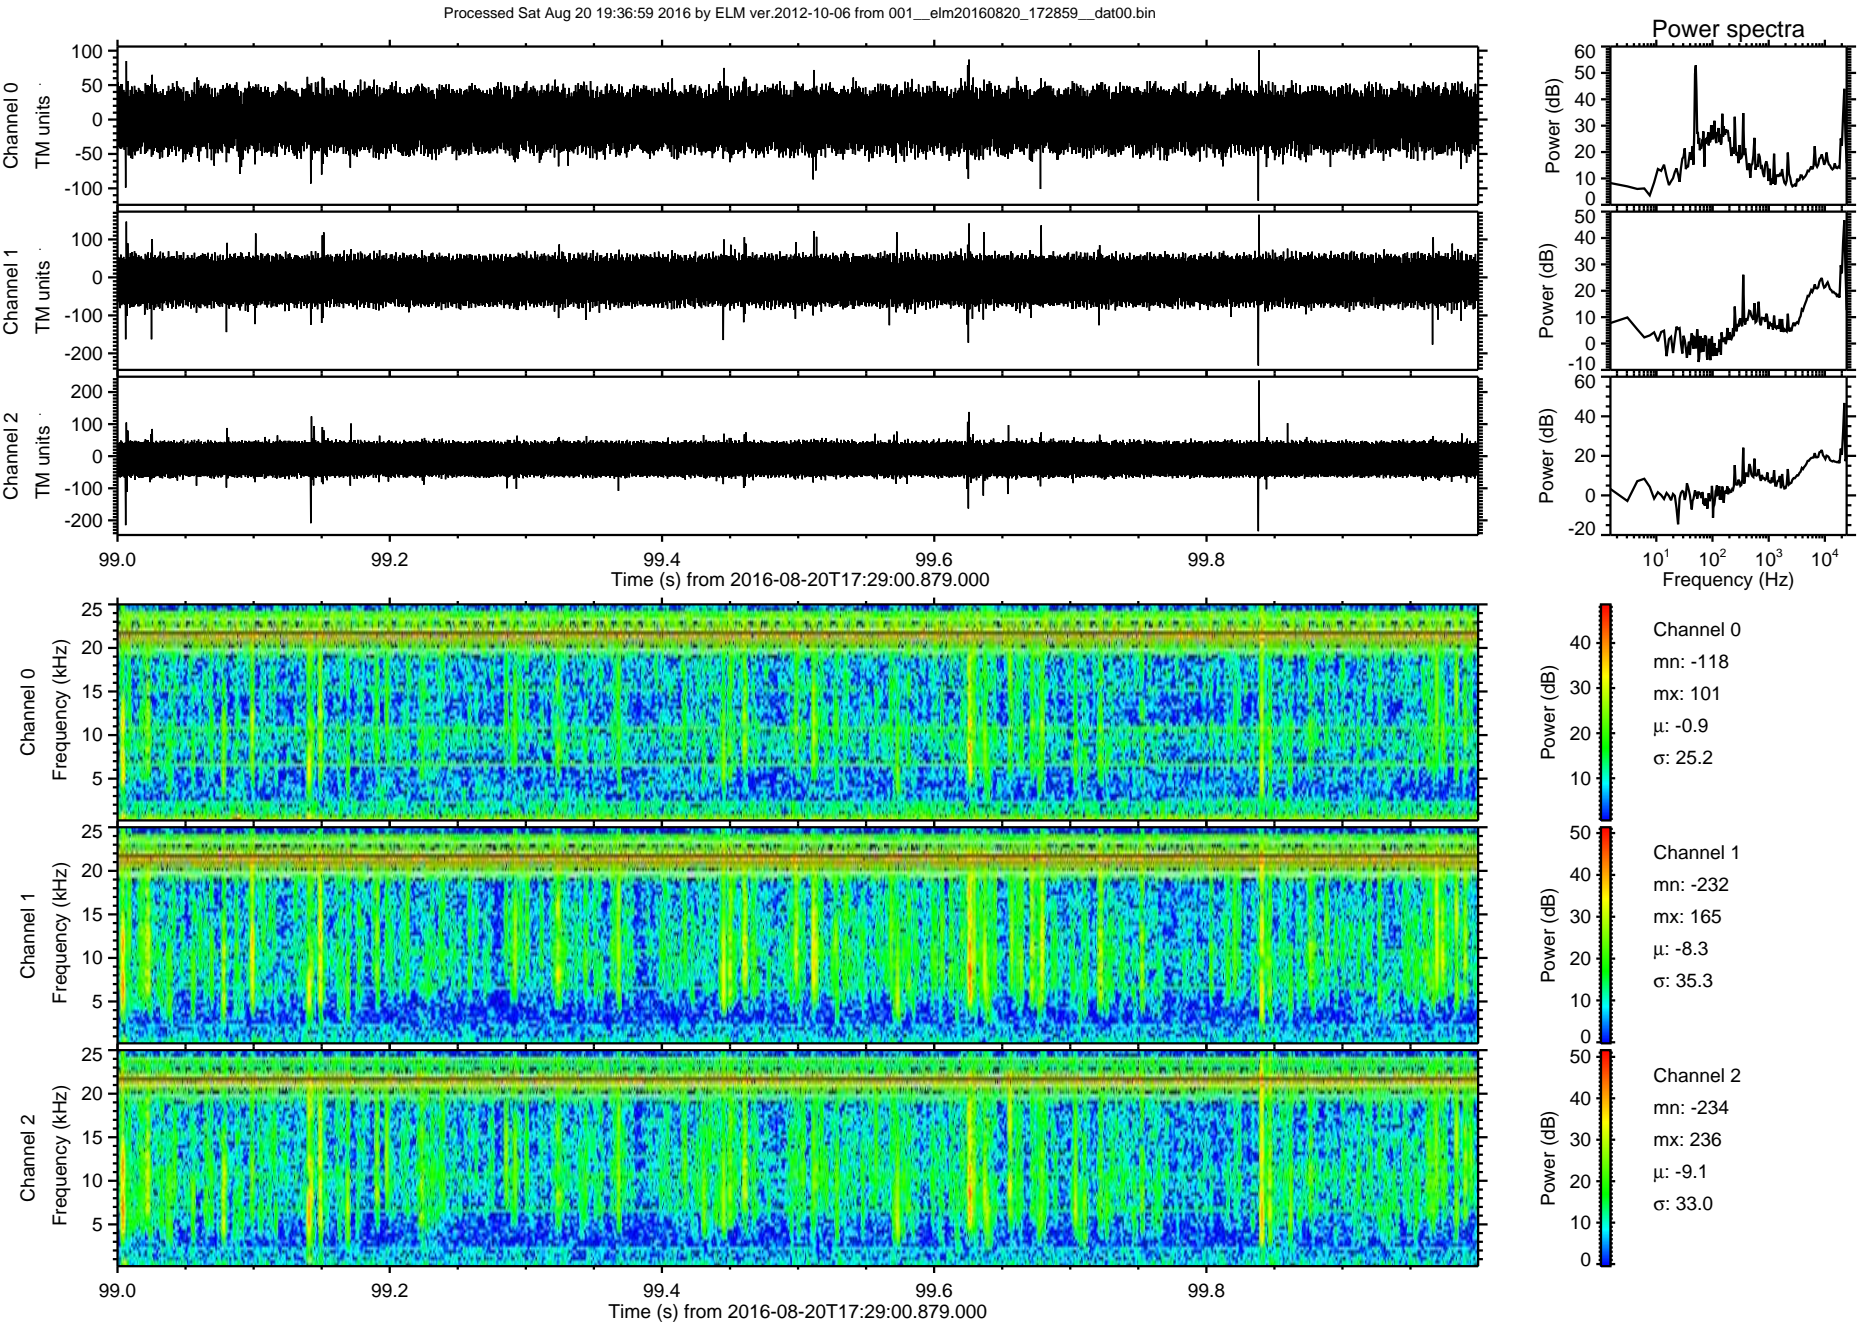 Processed Sat Aug 20 19:36:59 2016 by ELM ver.2012-10-06 from 001__elm20160820_172859__dat00.bin
Power spectra
Channel 0
TM units
100
50
0
-50
-100
Power (dB)
60
50
40
30
20
10
0
Channel 1
TM units
100
0
-100
-200
Power (dB)
50
40
30
20
10
0
-10
Channel 2
TM units
200
100
0
-100
-200
Power (dB)
60
40
20
0
-20
99.0 99.2 99.4 99.6 99.8
Time (s) from 2016-08-20T17:29:00.879.000
10^1 10^2 10^3 10^4
Frequency (Hz)
Channel 0
Frequency (kHz)
25
20
15
10
5
Power (dB)
40
30
20
10
Channel 0
mn: -118
mx: 101
μ: -0.9
σ: 25.2
Channel 1
Frequency (kHz)
25
20
15
10
5
Power (dB)
50
40
30
20
10
0
Channel 1
mn: -232
mx: 165
μ: -8.3
σ: 35.3
Channel 2
Frequency (kHz)
25
20
15
10
5
Power (dB)
50
40
30
20
10
0
Channel 2
mn: -234
mx: 236
μ: -9.1
σ: 33.0
99.0 99.2 99.4 99.6 99.8
Time (s) from 2016-08-20T17:29:00.879.000